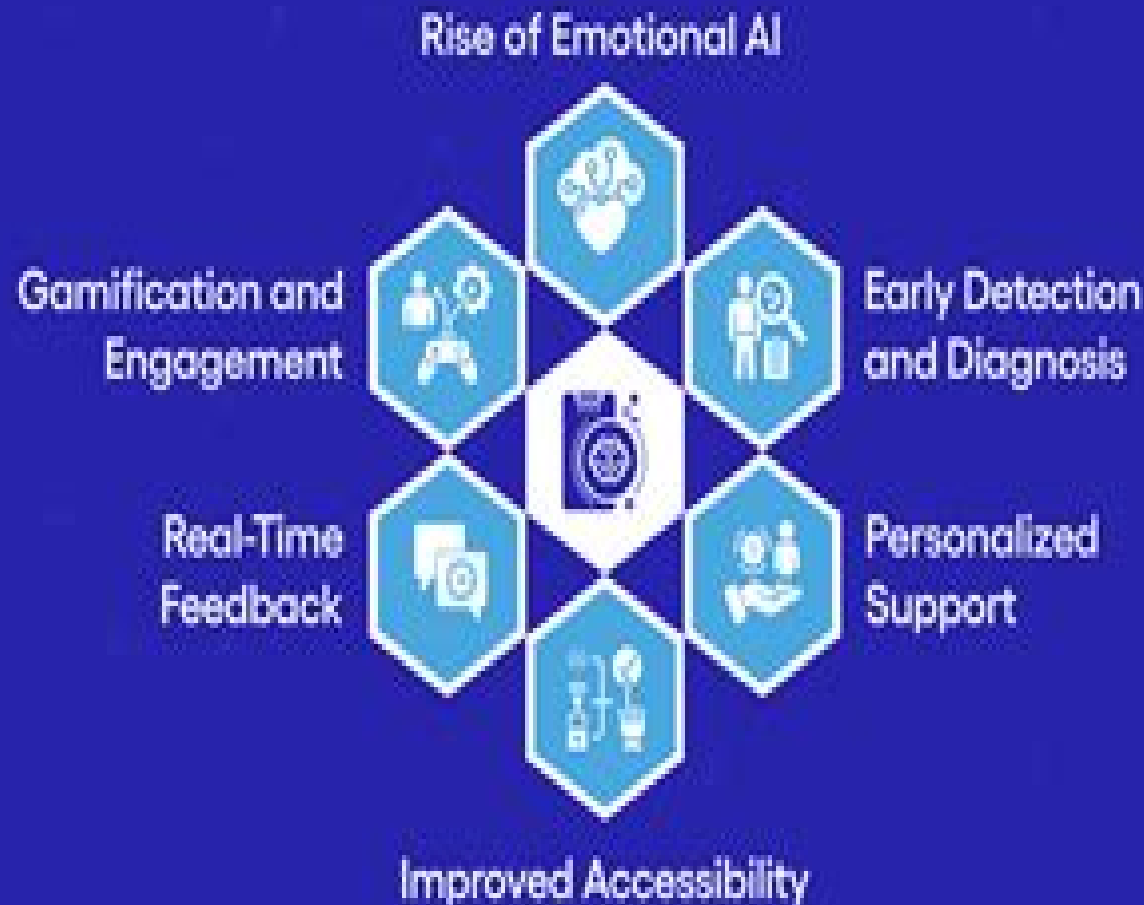 Rise of Emotional AI
Gamification and
Engagement
Early Detection
and Diagnosis
Real-Time
Feedback
Personalized
Support
Improved Accessibility